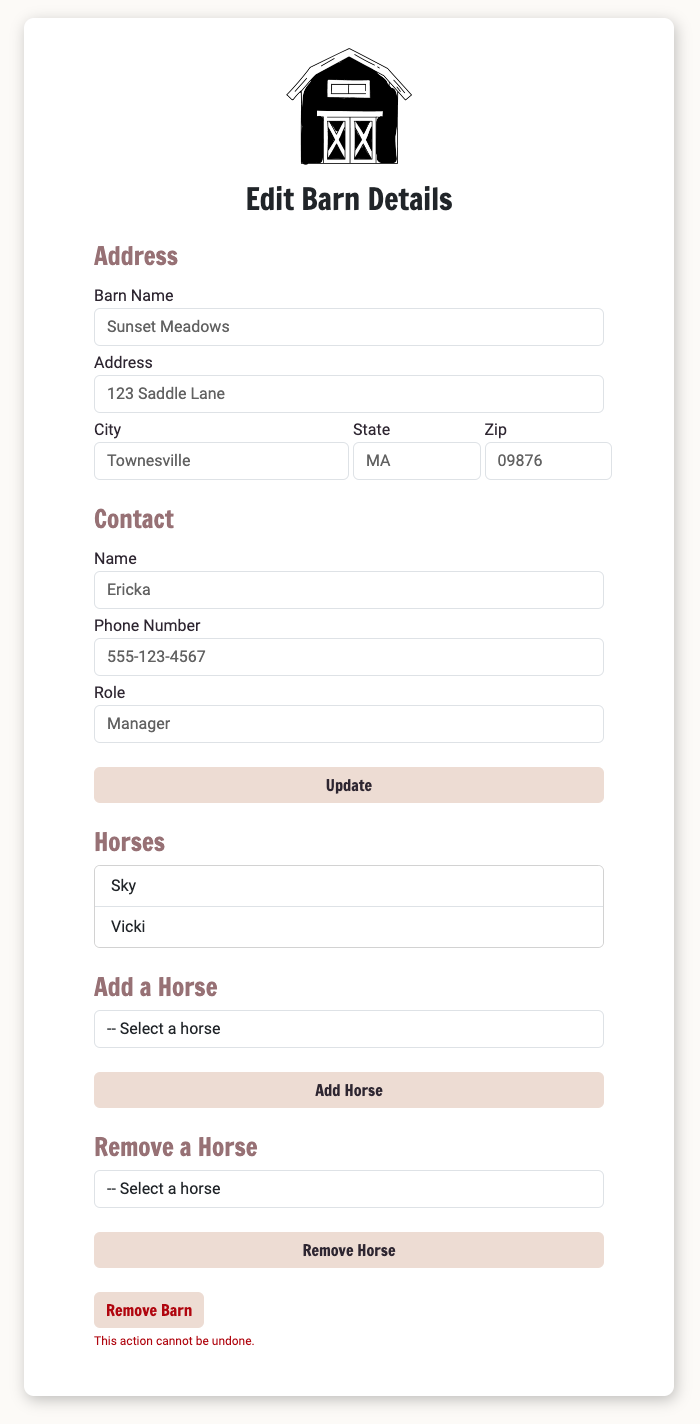 Edit Barn Details
Address
Barn Name
Sunset Meadows
Address
123 Saddle Lane
City State Zip
Townesville MA 09876
Contact
Name
Ericka
Phone Number
555-123-4567
Role
Manager
Update
Horses
Sky
Vicki
Add a Horse
-- Select a horse
Add Horse
Remove a Horse
-- Select a horse
Remove Horse
Remove Barn
This action cannot be undone.